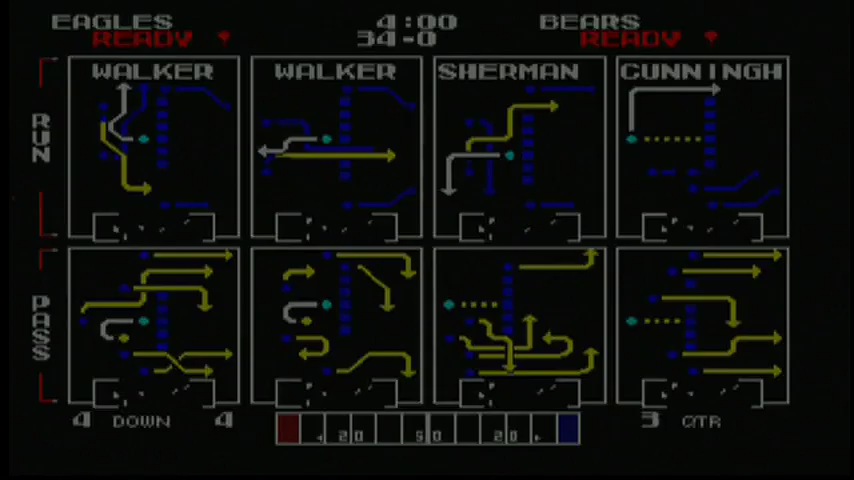 EAGLES 4:00 BEARS
READY 34-0 READY
WALKER WALKER SHERMAN CUNNINGH
RUN
PASS
4 DOWN 4 20 50 20 3 QTR